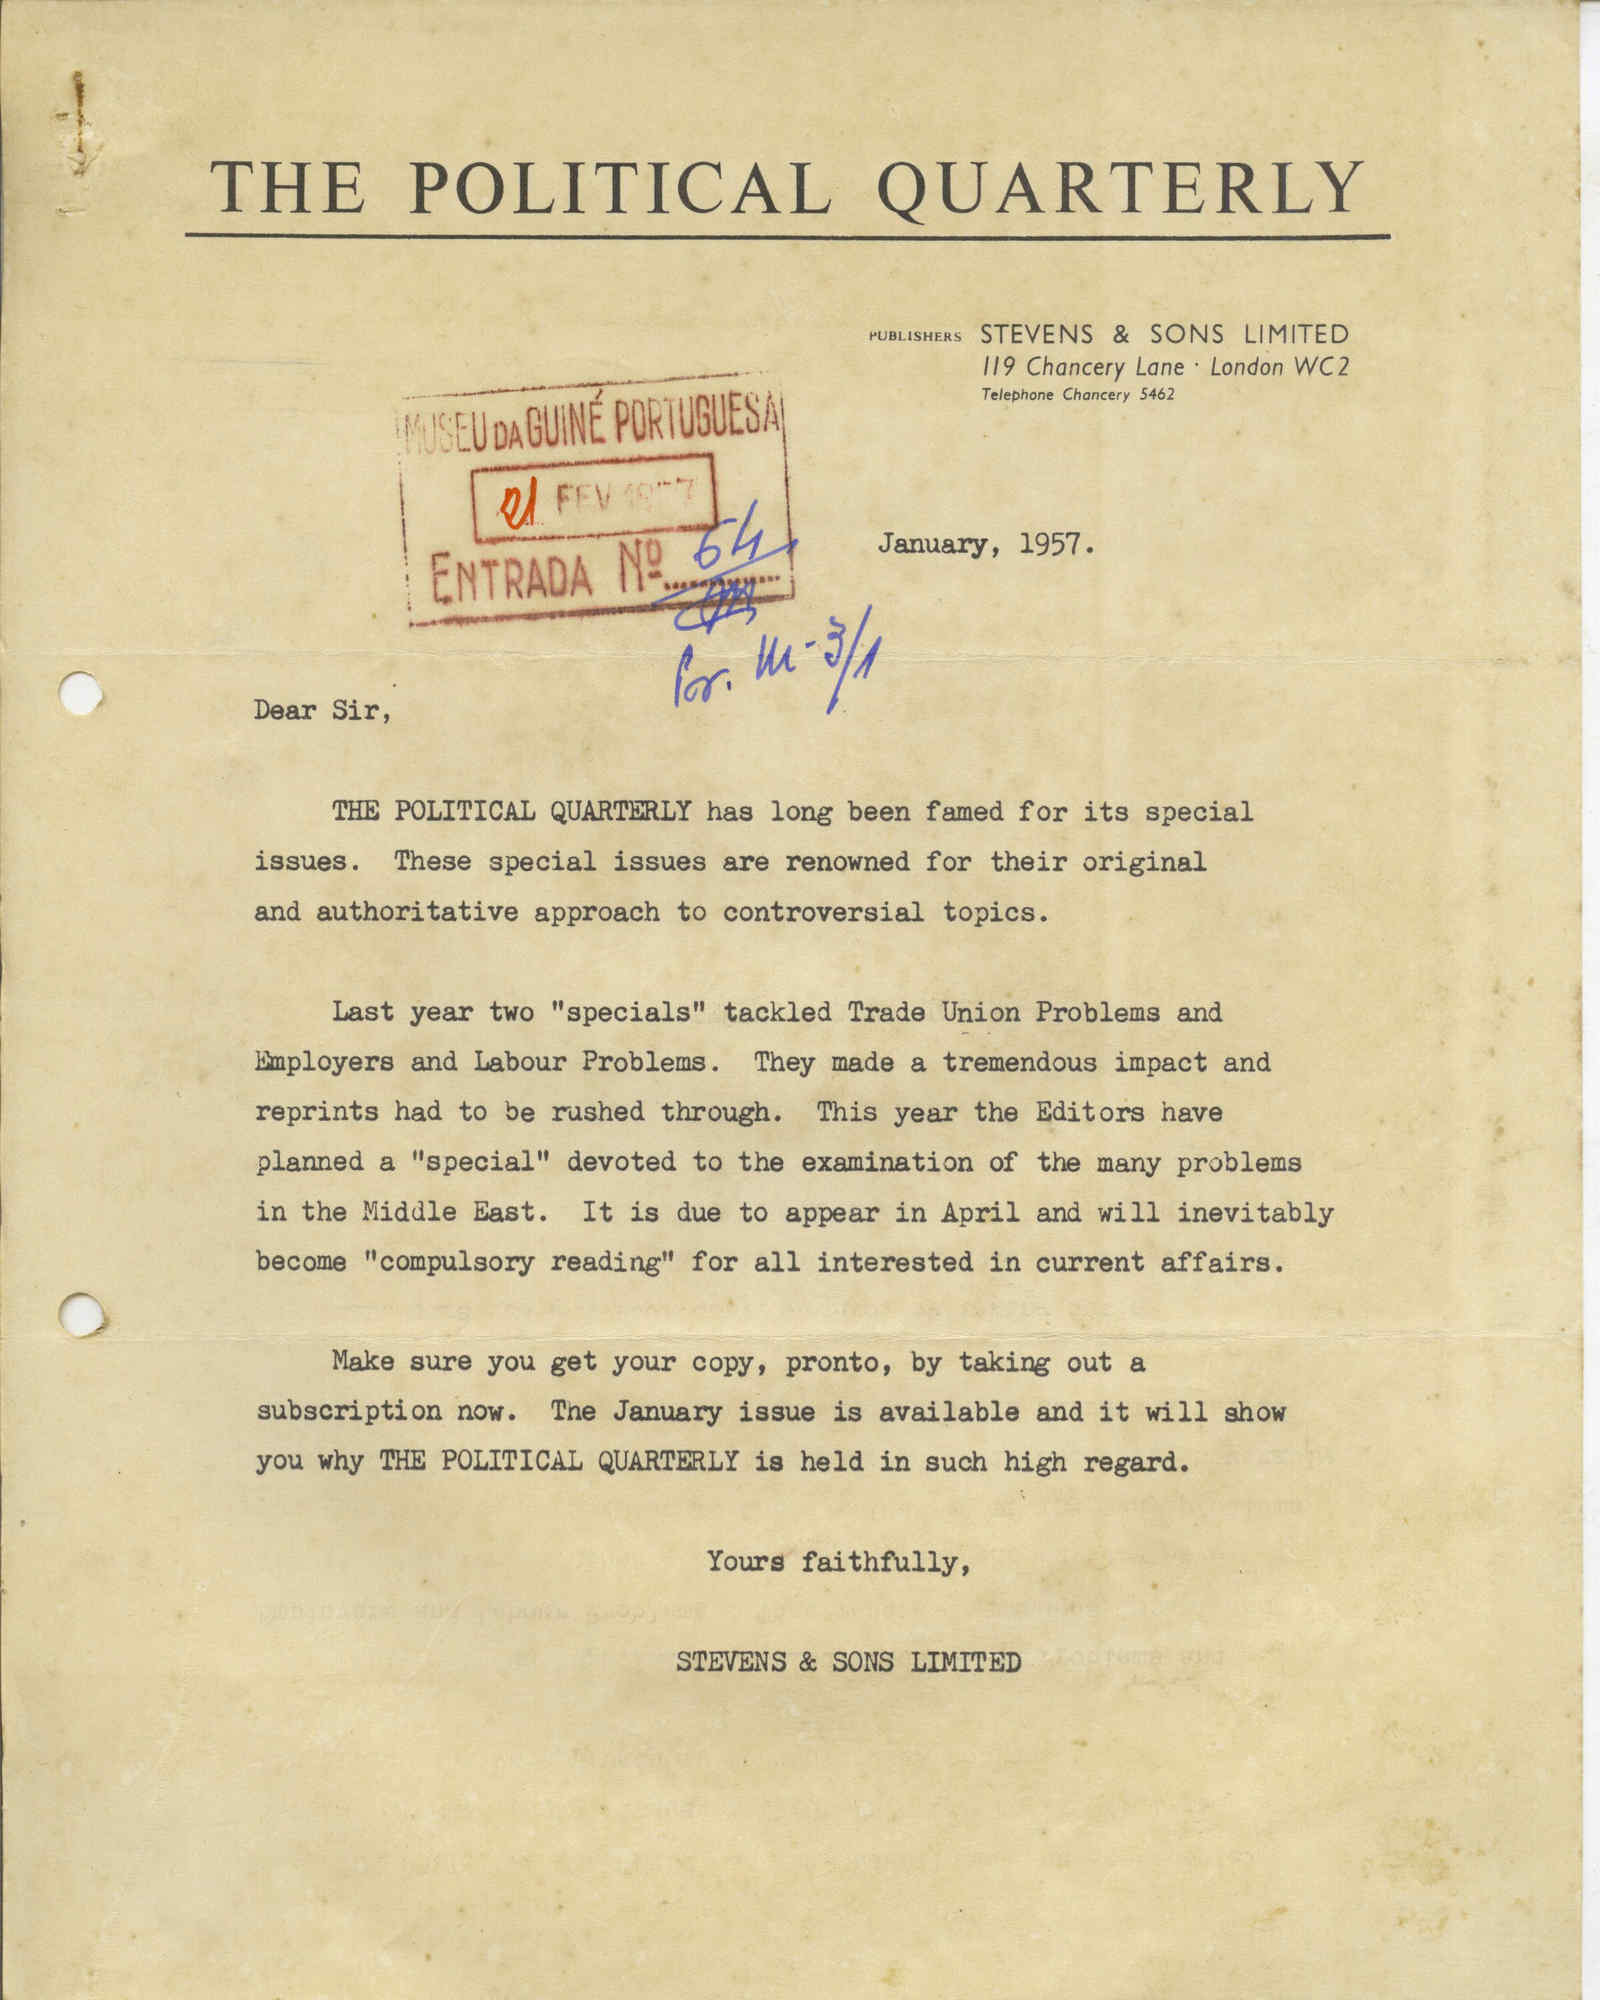 THE POLITICAL QUARTERLY
PUBLISHERS STEVENS & SONS LIMITED
119 Chancery Lane · London WC2
Telephone Chancery 5462
MUSEU DA GUINÉ PORTUGUESA
21 FEV 1957
ENTRADA Nº 64
January, 1957.
M-3/1
Dear Sir,
THE POLITICAL QUARTERLY has long been famed for its special
issues. These special issues are renowned for their original
and authoritative approach to controversial topics.
Last year two "specials" tackled Trade Union Problems and
Employers and Labour Problems. They made a tremendous impact and
reprints had to be rushed through. This year the Editors have
planned a "special" devoted to the examination of the many problems
in the Middle East. It is due to appear in April and will inevitably
become "compulsory reading" for all interested in current affairs.
Make sure you get your copy, pronto, by taking out a
subscription now. The January issue is available and it will show
you why THE POLITICAL QUARTERLY is held in such high regard.
Yours faithfully,
STEVENS & SONS LIMITED